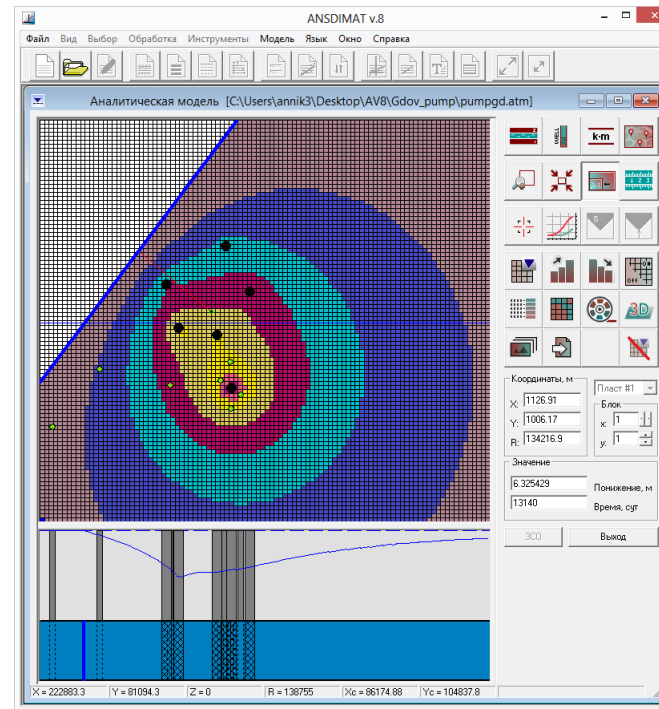 ANSDIMAT v.8
Файл Вид Выбор Обработка Инструменты Модель Язык Окно Справка
Аналитическая модель [C:\Users\annik3\Desktop\AV8\Gdov_pump\pumpgd.atm]
WELL
k·m
S
OFF
3D
Координаты, м
X: 1126.91
Y: 1006.17
R: 134216.9
Пласт #1
Блок
x: 1
y: 1
Значение
6.325429 Понижение, м
13140 Время, сут
ЗСО Выход
X = 222883.3 Y = 81094.3 Z = 0 R = 138755 Xc = 86174.88 Yc = 104837.8